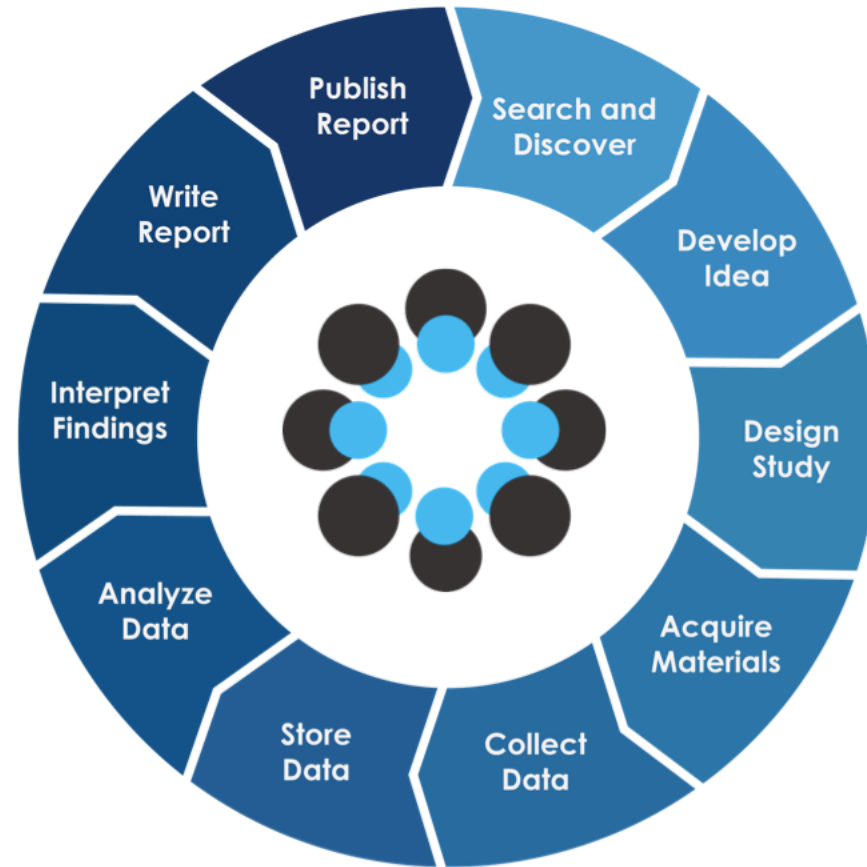 Search and
Discover
Develop
Idea
Design
Study
Acquire
Materials
Collect
Data
Store
Data
Analyze
Data
Interpret
Findings
Write
Report
Publish
Report